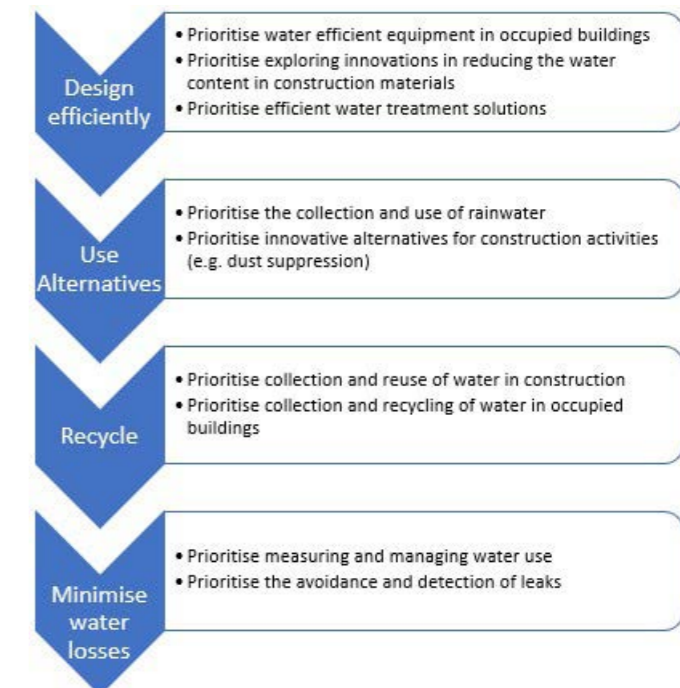 Design
efficiently
• Prioritise water efficient equipment in occupied buildings
• Prioritise exploring innovations in reducing the water
content in construction materials
• Prioritise efficient water treatment solutions
Use
Alternatives
• Prioritise the collection and use of rainwater
• Prioritise innovative alternatives for construction activities
(e.g. dust suppression)
Recycle
• Prioritise collection and reuse of water in construction
• Prioritise collection and recycling of water in occupied
buildings
Minimise
water
losses
• Prioritise measuring and managing water use
• Prioritise the avoidance and detection of leaks